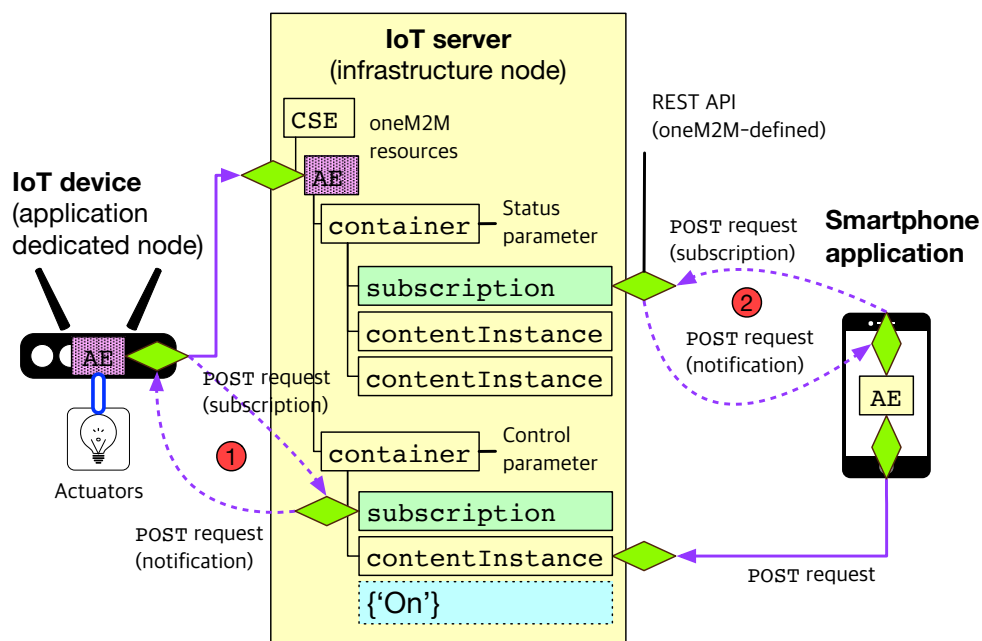 IoT server
(infrastructure node)
CSE
oneM2M
resources
AE
REST API
(oneM2M-defined)
IoT device
(application
dedicated node)
container
Status
parameter
POST request
(subscription)
Smartphone
application
subscription
2
contentInstance
POST request
(notification)
AE
contentInstance
POST request
(subscription)
AE
1
container
Control
parameter
Actuators
subscription
POST request
(notification)
contentInstance
POST request
{‘On’}